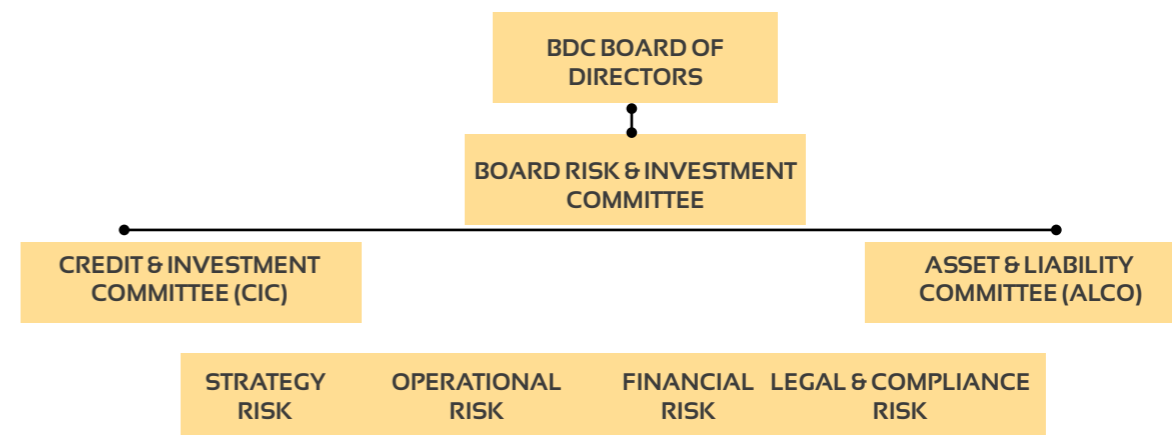 BDC BOARD OF
DIRECTORS
BOARD RISK & INVESTMENT
COMMITTEE
CREDIT & INVESTMENT
COMMITTEE (CIC)
ASSET & LIABILITY
COMMITTEE (ALCO)
STRATEGY
RISK
OPERATIONAL
RISK
FINANCIAL
RISK
LEGAL & COMPLIANCE
RISK